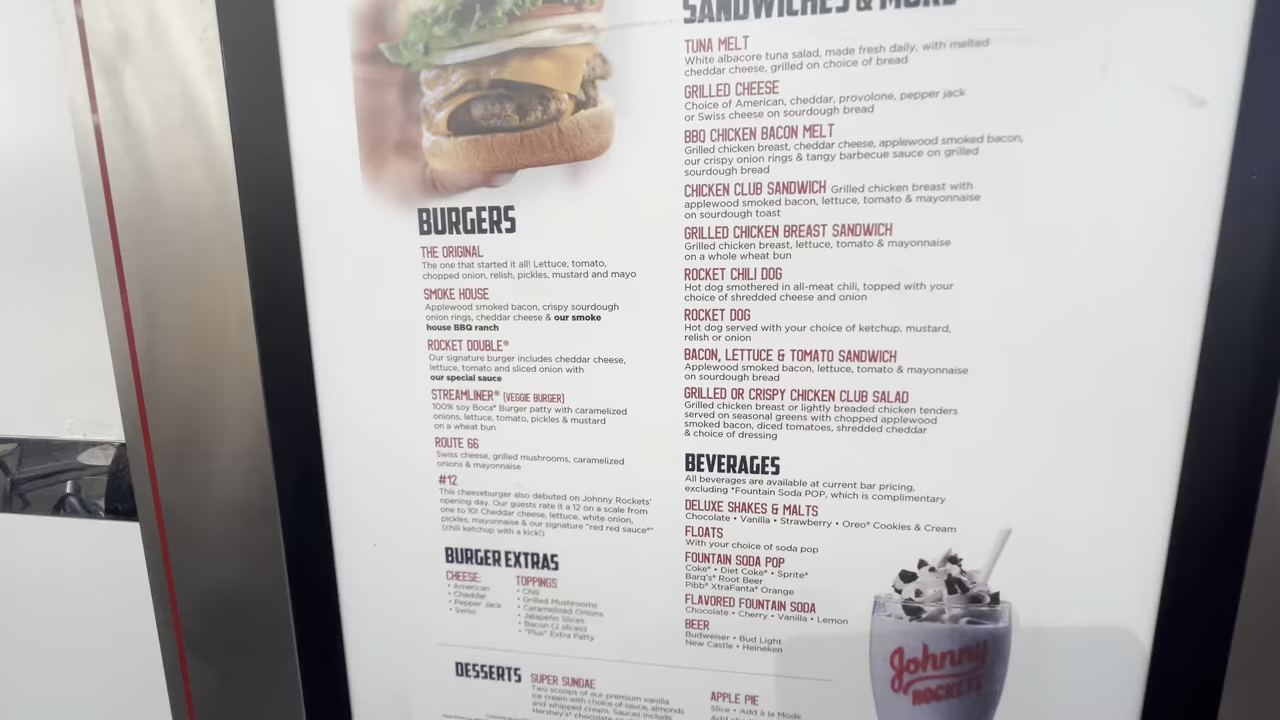 BURGERS
THE ORIGINAL
The one that started it all! Lettuce, tomato,
chopped onion, relish, pickles, mustard and mayo
SMOKE HOUSE
Applewood smoked bacon, crispy sourdough
onion rings, cheddar cheese & our smoke
house BBQ ranch
ROCKET DOUBLE®
Our signature burger includes cheddar cheese,
lettuce, tomato and sliced onion with
our special sauce
STREAMLINER® (VEGGIE BURGER)
100% soy Boca® Burger patty with caramelized
onions, lettuce, tomato, pickles & mustard
on a wheat bun
ROUTE 66
Swiss cheese, grilled mushrooms, caramelized
onions & mayonnaise
#12
This cheeseburger also debuted on Johnny Rockets'
opening day. Our guests rate it a 12 on a scale from
one to 10! Cheddar cheese, lettuce, white onion,
pickles, mayonnaise & our signature "red red sauce®"
(chili ketchup with a kick!)
BURGER EXTRAS
CHEESE:
• American
• Cheddar
• Pepper Jack
• Swiss
TOPPINGS
• Chili
• Grilled Mushrooms
• Caramelized Onions
• Jalapeño Slices
• Bacon (2 slices)
• "Plus" Extra Patty
SANDWICHES & MORE
TUNA MELT
White albacore tuna salad, made fresh daily, with melted
cheddar cheese, grilled on choice of bread
GRILLED CHEESE
Choice of American, cheddar, provolone, pepper jack
or Swiss cheese on sourdough bread
BBQ CHICKEN BACON MELT
Grilled chicken breast, cheddar cheese, applewood smoked bacon,
our crispy onion rings & tangy barbecue sauce on grilled
sourdough bread
CHICKEN CLUB SANDWICH Grilled chicken breast with
applewood smoked bacon, lettuce, tomato & mayonnaise
on sourdough toast
GRILLED CHICKEN BREAST SANDWICH
Grilled chicken breast, lettuce, tomato & mayonnaise
on a whole wheat bun
ROCKET CHILI DOG
Hot dog smothered in all-meat chili, topped with your
choice of shredded cheese and onion
ROCKET DOG
Hot dog served with your choice of ketchup, mustard,
relish or onion
BACON, LETTUCE & TOMATO SANDWICH
Applewood smoked bacon, lettuce, tomato & mayonnaise
on sourdough bread
GRILLED OR CRISPY CHICKEN CLUB SALAD
Grilled chicken breast or lightly breaded chicken tenders
served on seasonal greens with chopped applewood
smoked bacon, diced tomatoes, shredded cheddar
& choice of dressing
BEVERAGES
All beverages are available at current bar pricing,
excluding *Fountain Soda POP, which is complimentary
DELUXE SHAKES & MALTS
Chocolate • Vanilla • Strawberry • Oreo® Cookies & Cream
FLOATS
With your choice of soda pop
FOUNTAIN SODA POP
Coke® • Diet Coke® • Sprite®
Barq's® Root Beer
Pibb® XtraFanta® Orange
FLAVORED FOUNTAIN SODA
Chocolate • Cherry • Vanilla • Lemon
BEER
Budweiser • Bud Light
New Castle • Heineken
Johnny
ROCKETS
DESSERTS
SUPER SUNDAE
Two scoops of our premium vanilla
ice cream with choice of sauce, almonds
and whipped cream. Sauces include
Hershey's® chocolate
APPLE PIE
Slice • Add à la Mode